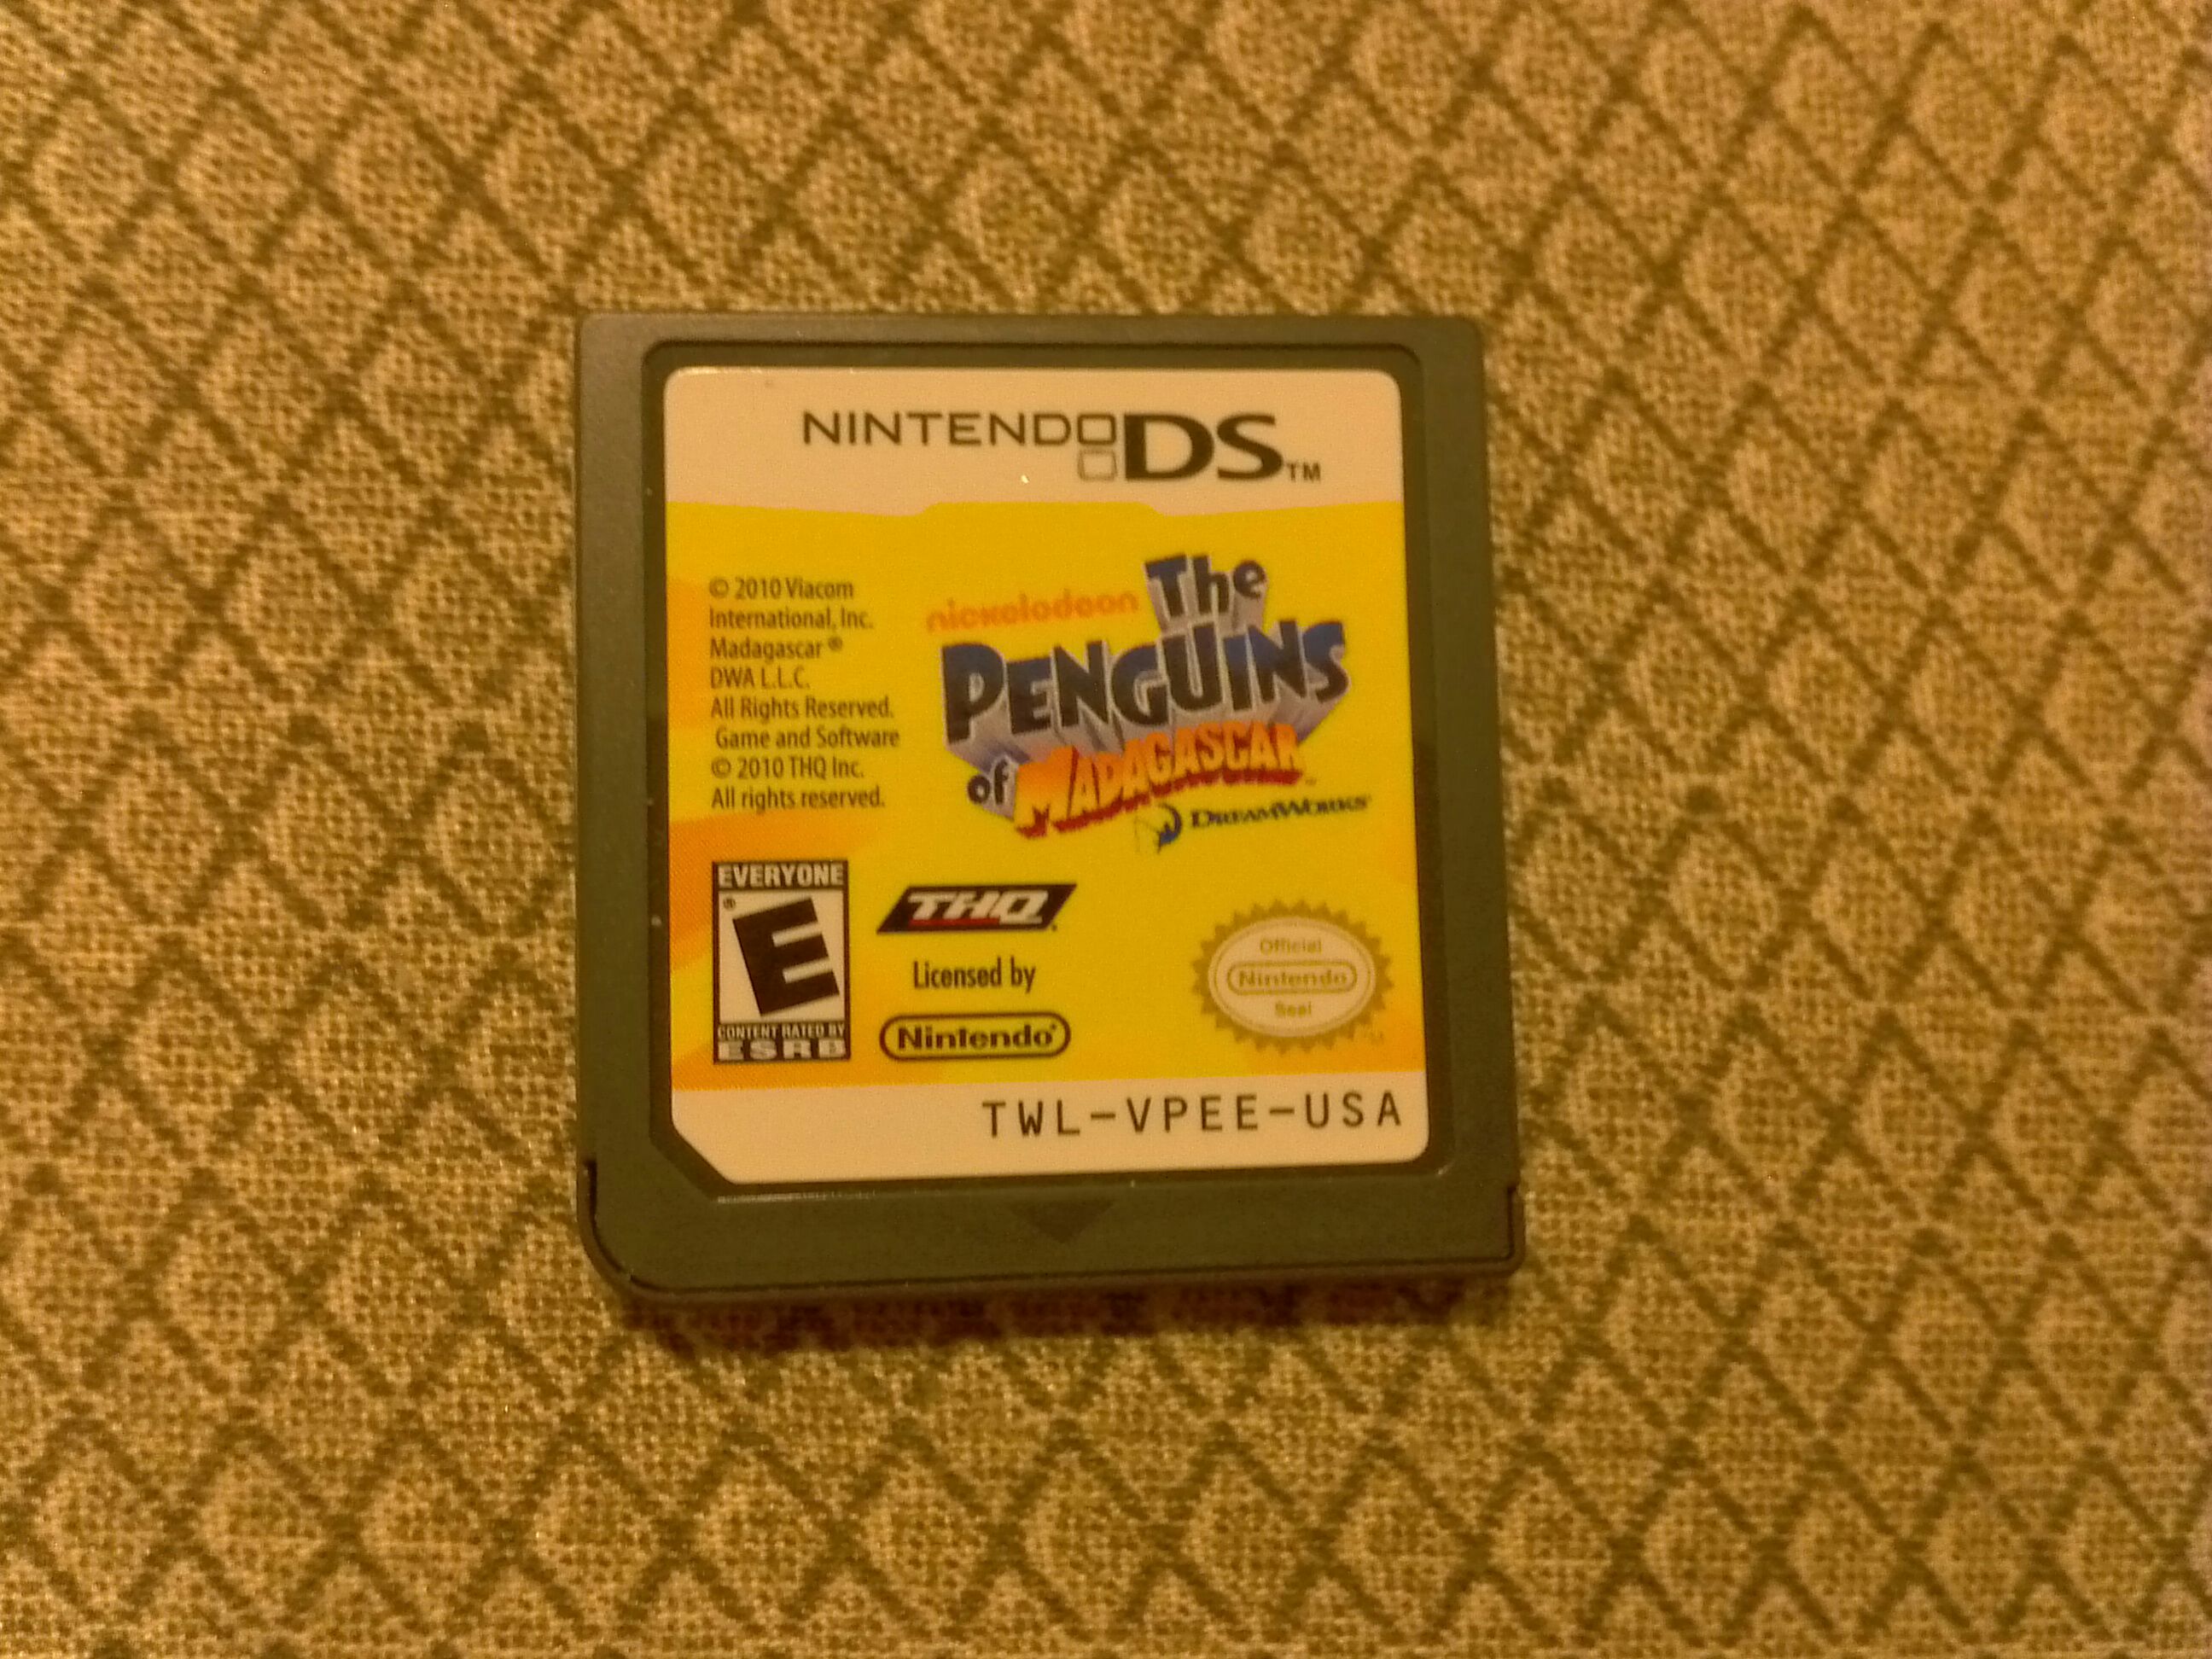 NINTENDO DS™
© 2010 Viacom
International, Inc.
Madagascar ®
DWA L.L.C.
All Rights Reserved.
Game and Software
© 2010 THQ Inc.
All rights reserved.
nickelodeon The
PENGUINS
of MADAGASCAR™
DREAMWORKS
EVERYONE
E®
CONTENT RATED BY
ESRB
THQ®
Licensed by
Nintendo®
Official
Nintendo
Seal
TM
TWL-VPEE-USA